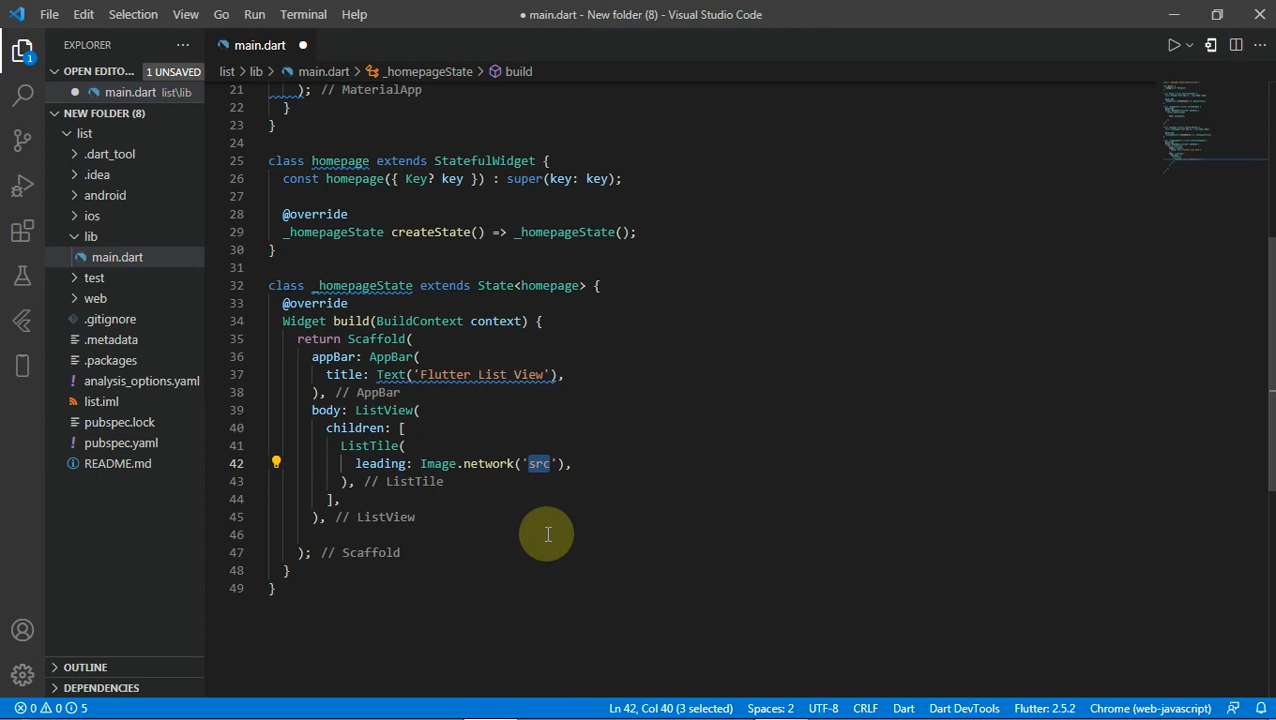 File Edit Selection View Go Run Terminal Help
● main.dart - New folder (8) - Visual Studio Code
EXPLORER
1
OPEN EDITO... 1 UNSAVED
main.dart list\lib
NEW FOLDER (8)
list
.dart_tool
.idea
android
ios
lib
main.dart
test
web
.gitignore
.metadata
.packages
analysis_options.yaml
list.iml
pubspec.lock
pubspec.yaml
README.md
OUTLINE
DEPENDENCIES
main.dart
list > lib > main.dart > _homepageState > build
21 ); // MaterialApp
22 }
23 }
24
25 class homepage extends StatefulWidget {
26 const homepage({ Key? key }) : super(key: key);
27
28 @override
29 _homepageState createState() => _homepageState();
30 }
31
32 class _homepageState extends State<homepage> {
33 @override
34 Widget build(BuildContext context) {
35 return Scaffold(
36 appBar: AppBar(
37 title: Text('Flutter List View'),
38 ), // AppBar
39 body: ListView(
40 children: [
41 ListTile(
42 leading: Image.network('src'),
43 ), // ListTile
44 ],
45 ), // ListView
46
47 ); // Scaffold
48 }
49 }
0 0 5
Ln 42, Col 40 (3 selected) Spaces: 2 UTF-8 CRLF Dart Dart DevTools Flutter: 2.5.2 Chrome (web-javascript)